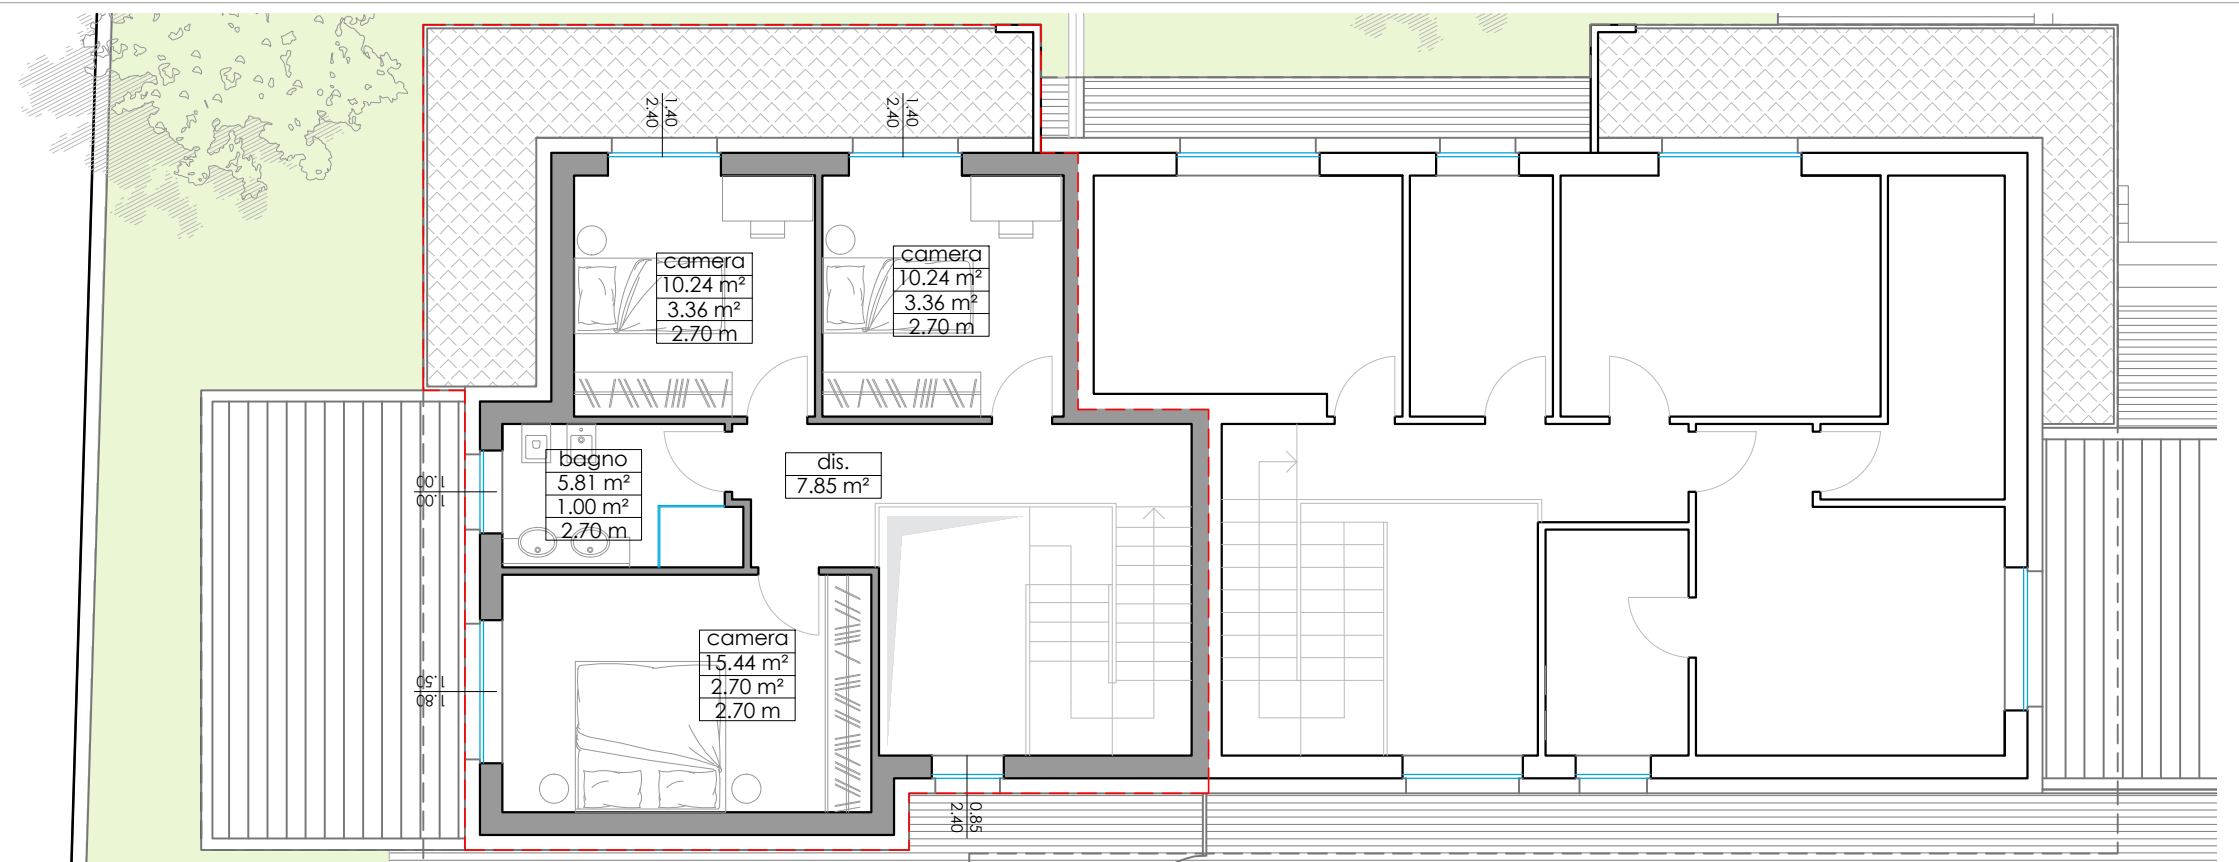 1.40
2.40
1.40
2.40
camera
10.24 m²
3.36 m²
2.70 m
camera
10.24 m²
3.36 m²
2.70 m
bagno
5.81 m²
1.00 m²
2.70 m
dis.
7.85 m²
1.00
1.00
camera
15.44 m²
2.70 m²
2.70 m
1.50
1.80
0.85
2.40